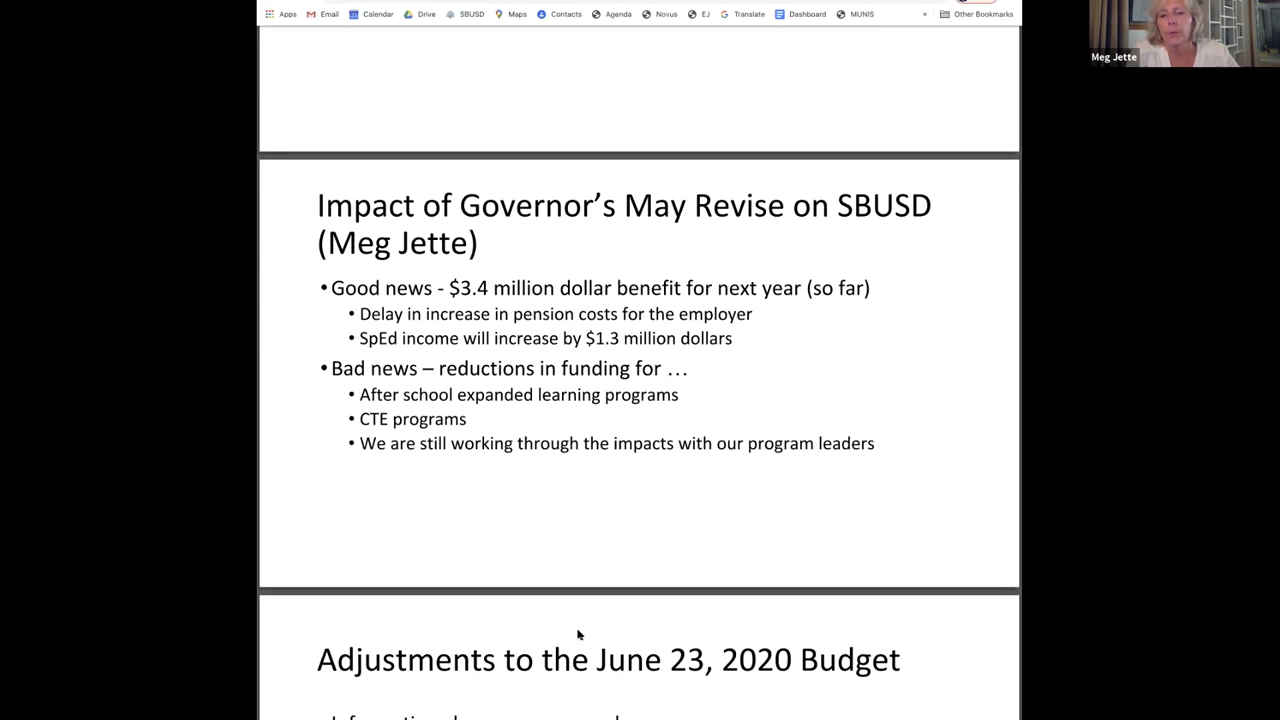 Apps Email Calendar Drive SBUSD Maps Contacts Agenda Novus EJ Translate Dashboard MUNIS » Other Bookmarks
Meg Jette
Impact of Governor’s May Revise on SBUSD
(Meg Jette)
• Good news - $3.4 million dollar benefit for next year (so far)
• Delay in increase in pension costs for the employer
• SpEd income will increase by $1.3 million dollars
• Bad news – reductions in funding for …
• After school expanded learning programs
• CTE programs
• We are still working through the impacts with our program leaders
Adjustments to the June 23, 2020 Budget